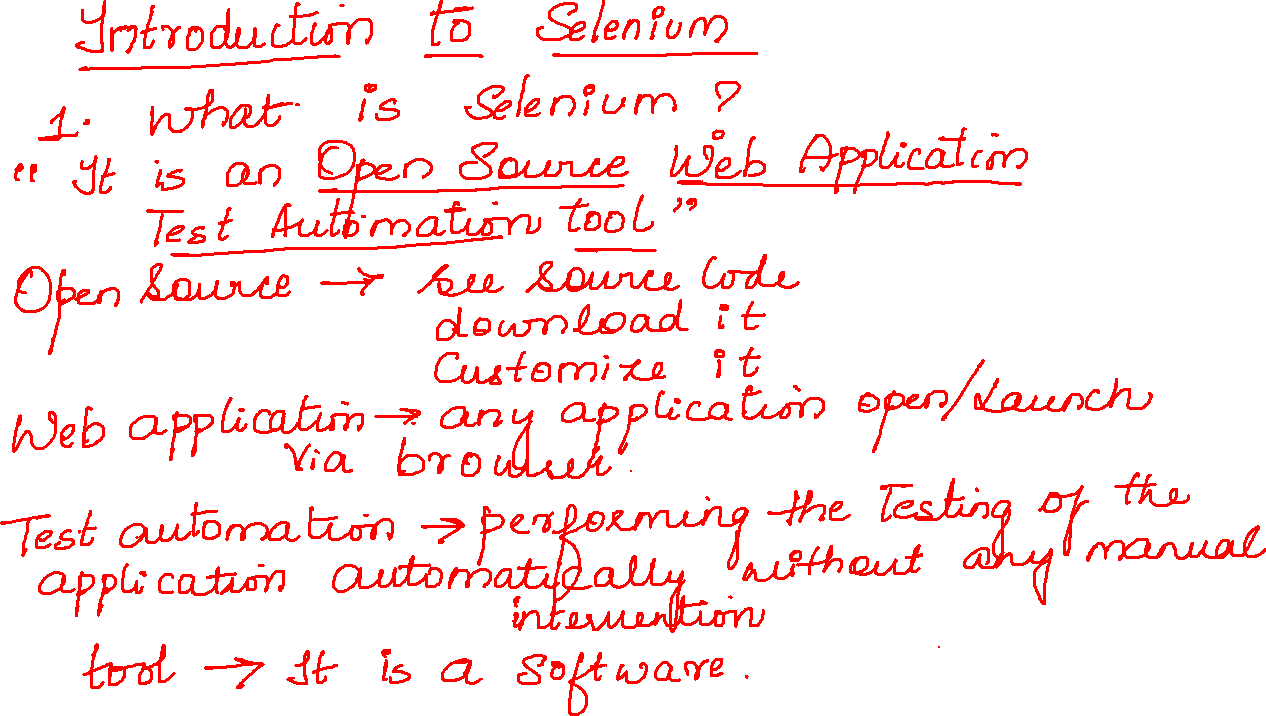 Introduction to Selenium
1. What is Selenium?
"It is an Open Source Web Application
Test Automation tool"
Open Source → see source code
download it
Customize it
Web application → any application open/Launch
Via browser.
Test automation → performing the Testing of the
application automatically without any manual
intervention
tool → It is a software.